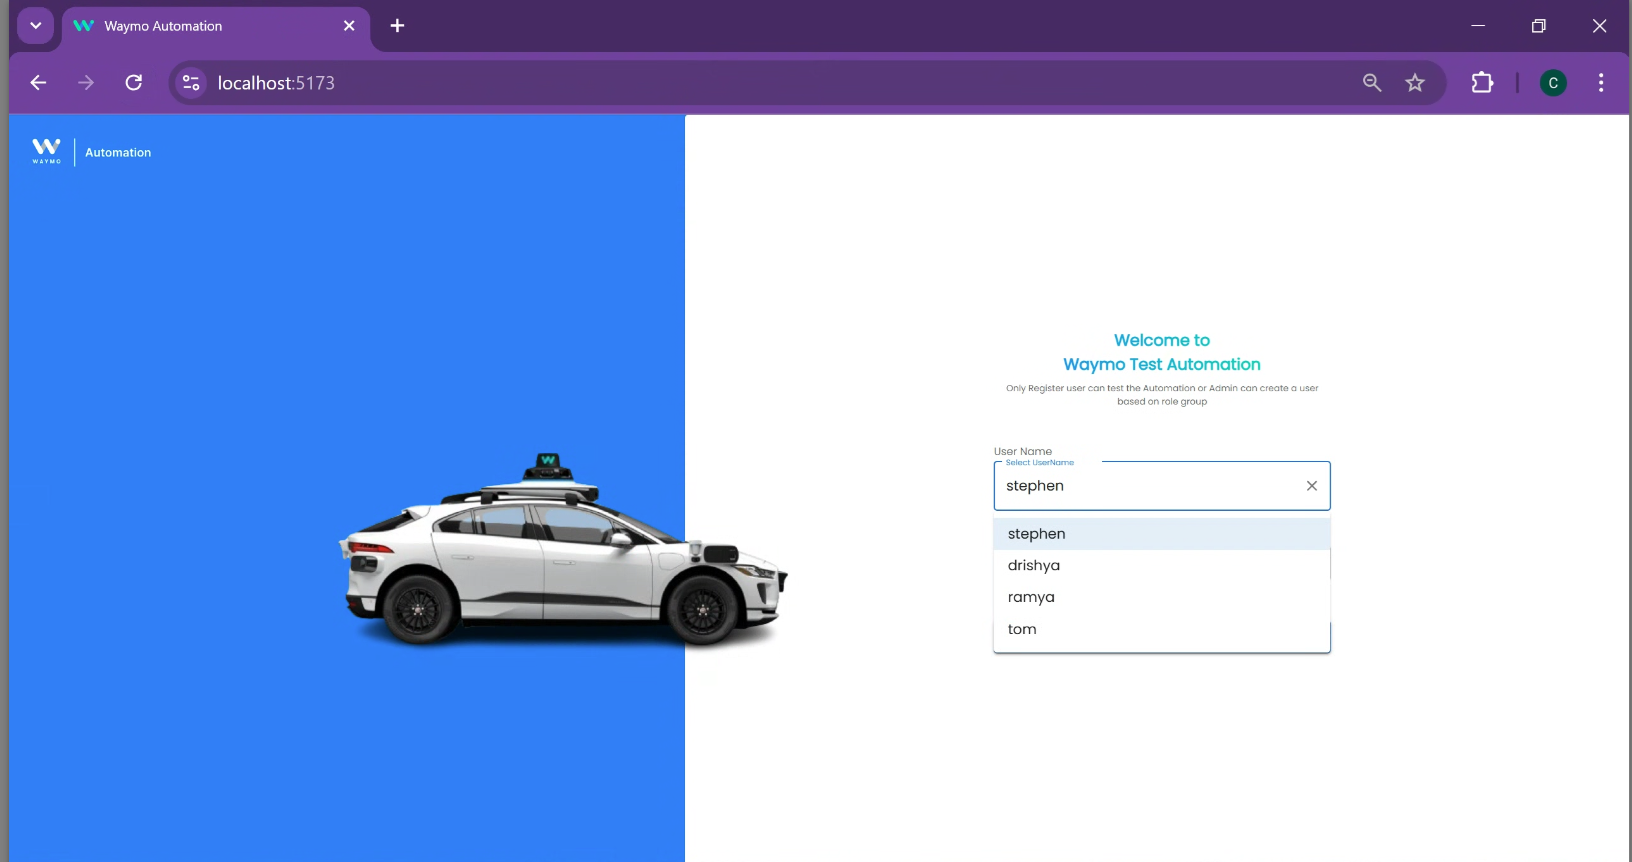 Waymo Automation
localhost:5173
C
WAYMO
Automation
Welcome to
Waymo Test Automation
Only Register user can test the Automation or Admin can create a user
based on role group
User Name
Select UserName
stephen
stephen
drishya
ramya
tom